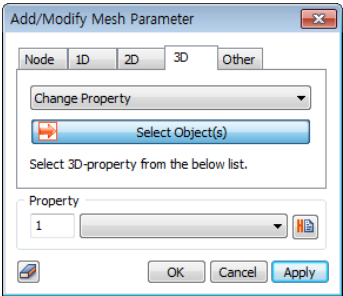 Add/Modify Mesh Parameter
Node 1D 2D 3D Other
Change Property
Select Object(s)
Select 3D-property from the below list.
Property
1
OK Cancel Apply